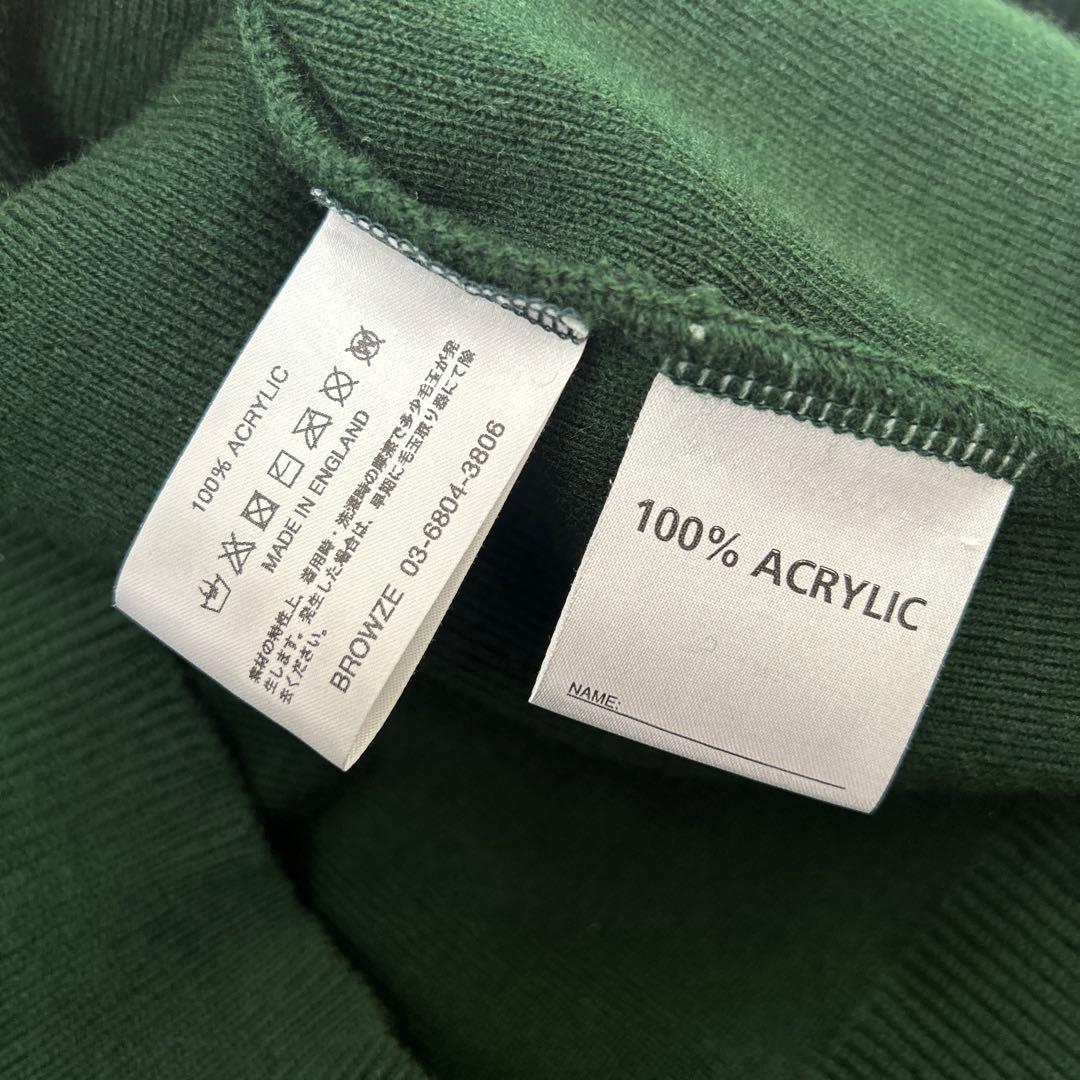 100% ACRYLIC
MADE IN ENGLAND
素材の特性上、着用時・洗濯時の摩擦で多少毛玉が発
生します。発生した場合は、早期に毛玉取り器にて除
去ください。
BROWZE 03-6804-3806
100% ACRYLIC
NAME: